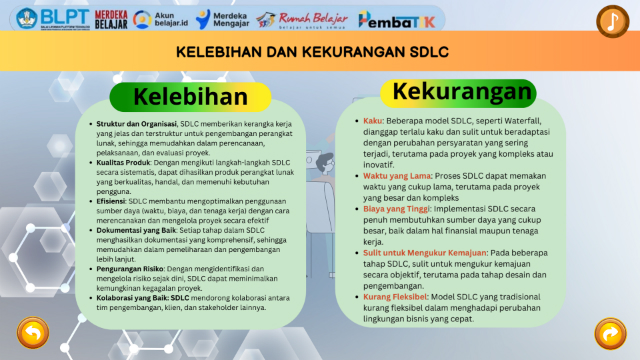 BLPT
MERDEKA
BELAJAR
Akun
belajar.id
Merdeka
Mengajar
Rumah Belajar
belajar untuk semua
PembaTIK
KELEBIHAN DAN KEKURANGAN SDLC
Kelebihan
• Struktur dan Organisasi, SDLC memberikan kerangka kerja
yang jelas dan terstruktur untuk pengembangan perangkat
lunak, sehingga memudahkan dalam perencanaan,
pelaksanaan, dan evaluasi proyek.
• Kualitas Produk: Dengan mengikuti langkah-langkah SDLC
secara sistematis, dapat dihasilkan produk perangkat lunak
yang berkualitas, handal, dan memenuhi kebutuhan
pengguna.
• Efisiensi: SDLC membantu mengoptimalkan penggunaan
sumber daya (waktu, biaya, dan tenaga kerja) dengan cara
merencanakan dan mengelola proyek secara efektif
• Dokumentasi yang Baik: Setiap tahap dalam SDLC
menghasilkan dokumentasi yang komprehensif, sehingga
memudahkan dalam pemeliharaan dan pengembangan
lebih lanjut.
• Pengurangan Risiko: Dengan mengidentifikasi dan
mengelola risiko sejak dini, SDLC dapat meminimalkan
kemungkinan kegagalan proyek.
• Kolaborasi yang Baik: SDLC mendorong kolaborasi antara
tim pengembangan, klien, dan stakeholder lainnya.
Kekurangan
• Kaku: Beberapa model SDLC, seperti Waterfall,
dianggap terlalu kaku dan sulit untuk beradaptasi
dengan perubahan persyaratan yang sering
terjadi, terutama pada proyek yang kompleks atau
inovatif.
• Waktu yang Lama: Proses SDLC dapat memakan
waktu yang cukup lama, terutama pada proyek
yang besar dan kompleks
• Biaya yang Tinggi: Implementasi SDLC secara
penuh membutuhkan sumber daya yang cukup
besar, baik dalam hal finansial maupun tenaga
kerja.
• Sulit untuk Mengukur Kemajuan: Pada beberapa
tahap SDLC, sulit untuk mengukur kemajuan
secara objektif, terutama pada tahap desain dan
pengembangan.
• Kurang Fleksibel: Model SDLC yang tradisional
kurang fleksibel dalam menghadapi perubahan
lingkungan bisnis yang cepat.